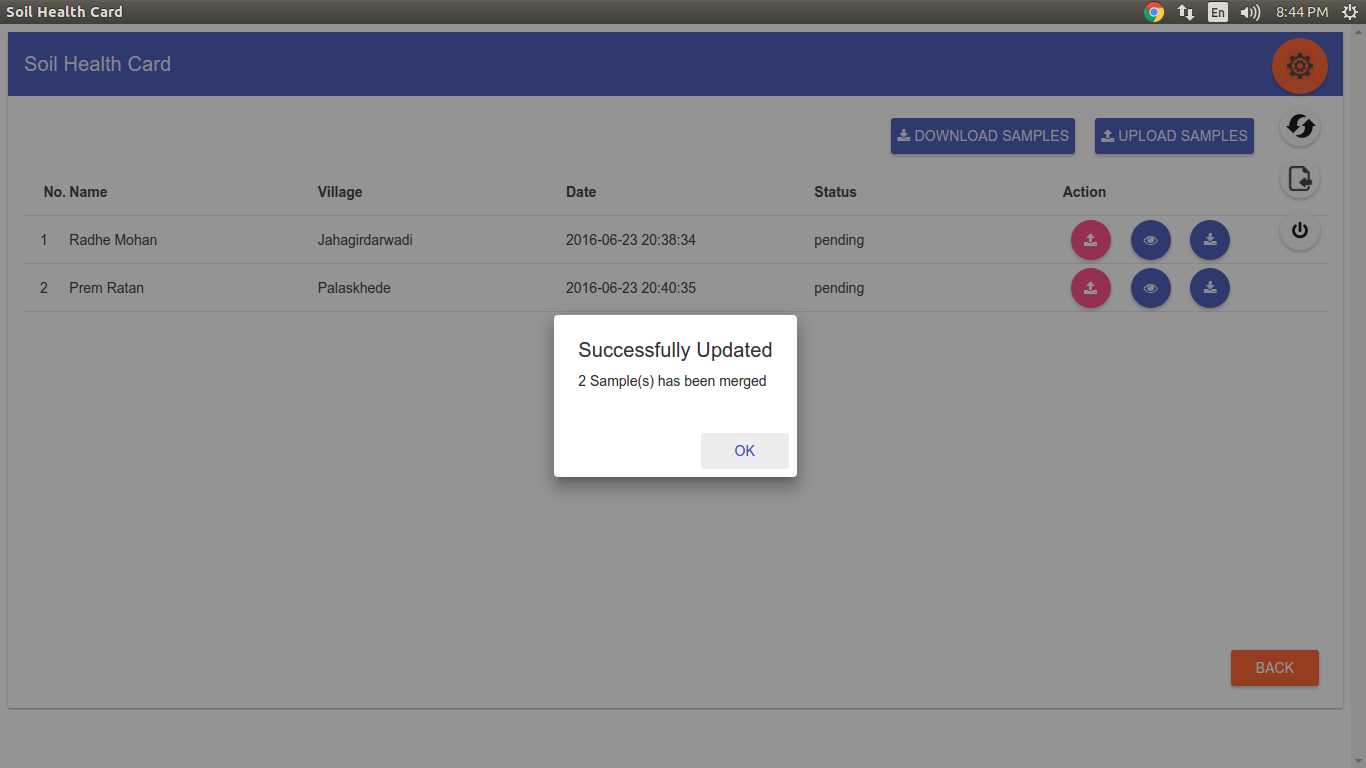 Soil Health Card En 8:44 PM
Soil Health Card
DOWNLOAD SAMPLES UPLOAD SAMPLES
No. Name Village Date Status Action
1 Radhe Mohan Jahagirdarwadi 2016-06-23 20:38:34 pending
2 Prem Ratan Palaskhede 2016-06-23 20:40:35 pending
Successfully Updated
2 Sample(s) has been merged
OK
BACK